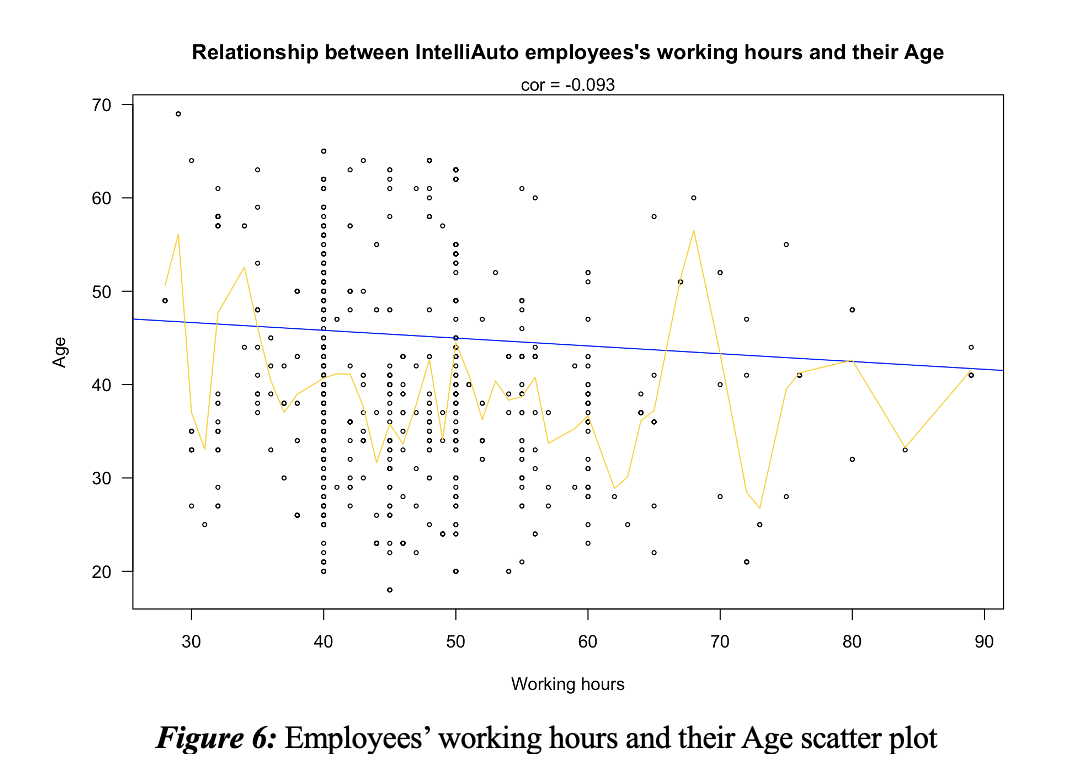 Relationship between IntelliAuto employees's working hours and their Age
cor = -0.093
70
60
50
40
30
20
Age
30 40 50 60 70 80 90
Working hours
Figure 6: Employees’ working hours and their Age scatter plot